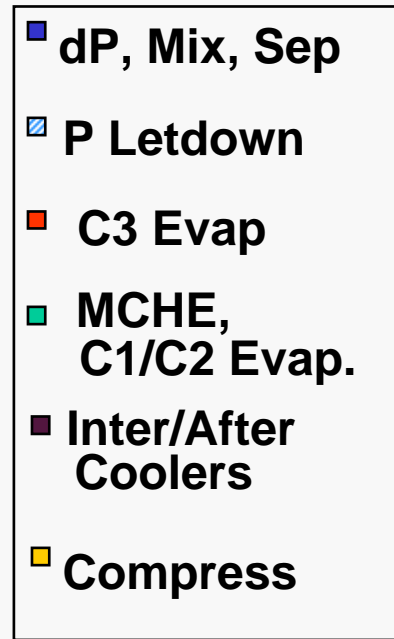 dP, Mix, Sep
P Letdown
C3 Evap
MCHE,
C1/C2 Evap.
Inter/After
Coolers
Compress